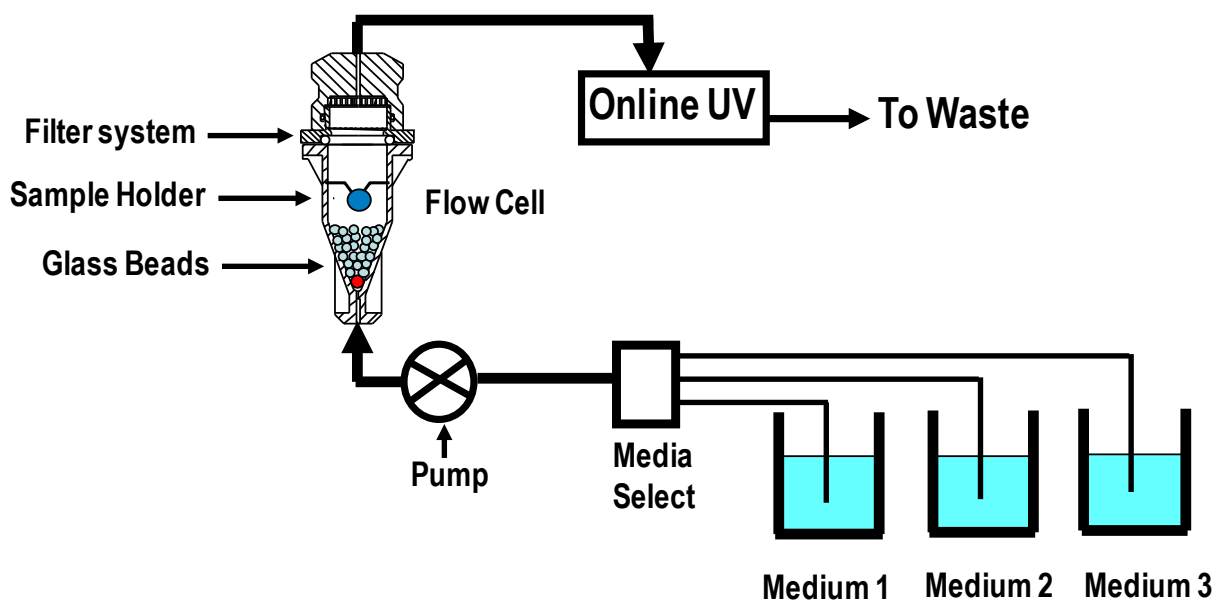 Online UV
To Waste
Filter system
Sample Holder
Flow Cell
Glass Beads
Pump
Media
Select
Medium 1
Medium 2
Medium 3